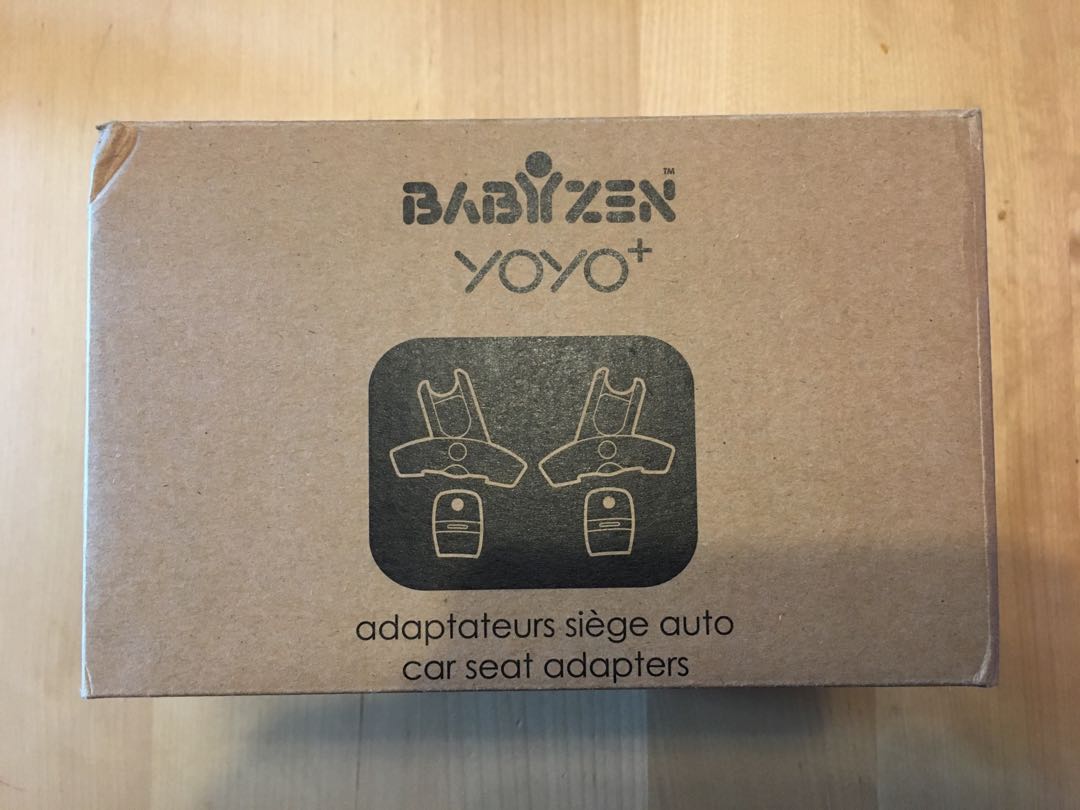 BABYZEN™
YOYO+
adaptateurs siège auto
car seat adapters